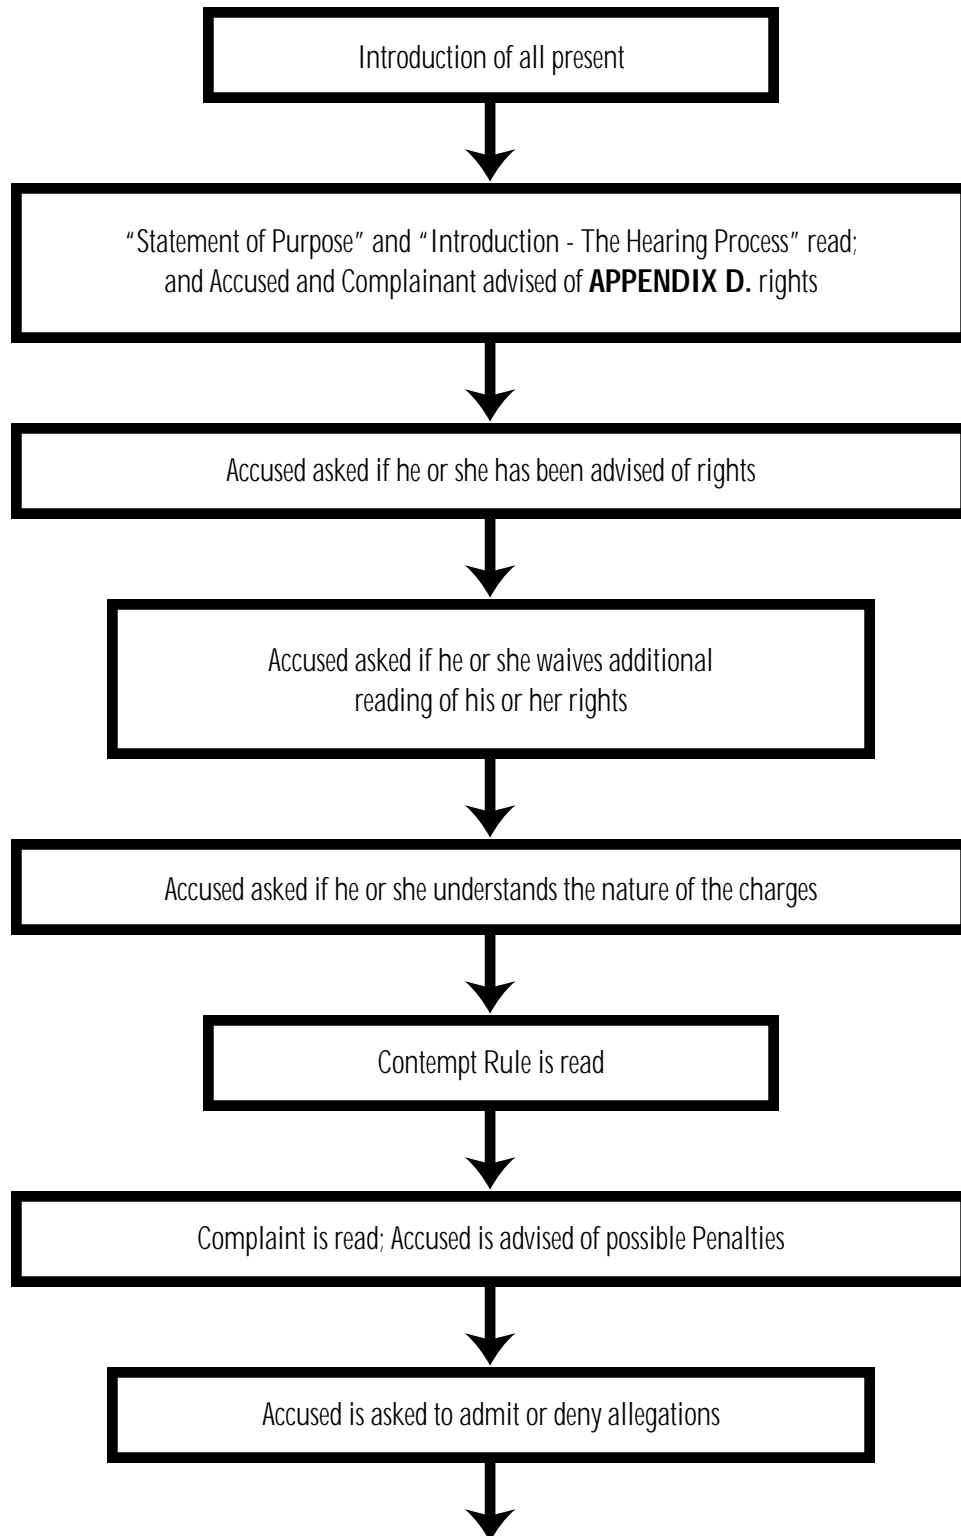 Introduction of all present
“Statement of Purpose” and “Introduction - The Hearing Process” read;
and Accused and Complainant advised of APPENDIX D. rights
Accused asked if he or she has been advised of rights
Accused asked if he or she waives additional
reading of his or her rights
Accused asked if he or she understands the nature of the charges
Contempt Rule is read
Complaint is read; Accused is advised of possible Penalties
Accused is asked to admit or deny allegations